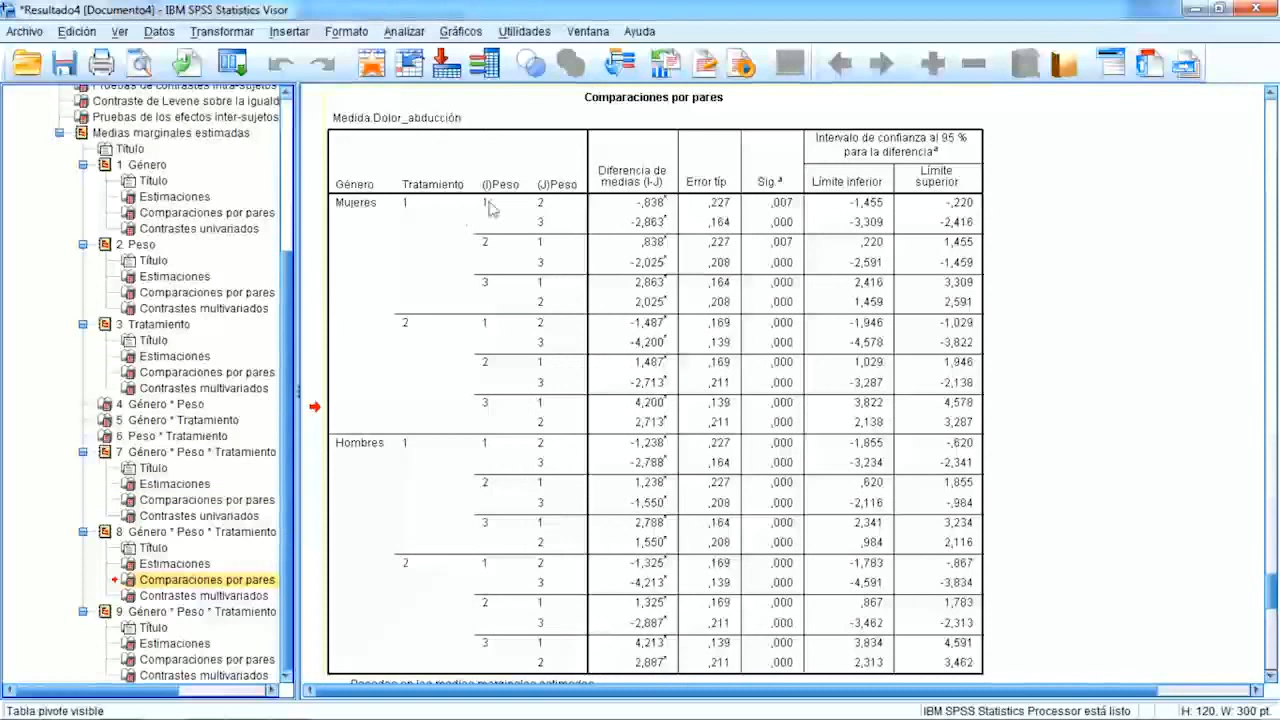 *Resultado4 [Documento4] - IBM SPSS Statistics Visor
Archivo Edición Ver Datos Transformar Insertar Formato Analizar Gráficos Utilidades Ventana Ayuda
Pruebas de contrastes intra-sujetos
Contraste de Levene sobre la iguald
Pruebas de los efectos inter-sujetos
Medias marginales estimadas
Título
1 Género
Título
Estimaciones
Comparaciones por pares
Contrastes univariados
2. Peso
Título
Estimaciones
Comparaciones por pares
Contrastes multivariados
3 Tratamiento
Título
Estimaciones
Comparaciones por pares
Contrastes multivariados
4 Género * Peso
5 Género * Tratamiento
6 Peso * Tratamiento
7 Género * Peso * Tratamiento
Título
Estimaciones
Comparaciones por pares
Contrastes univariados
8 Género * Peso * Tratamiento
Título
Estimaciones
Comparaciones por pares
Contrastes multivariados
9 Género * Peso * Tratamiento
Título
Estimaciones
Comparaciones por pares
Contrastes multivariados
Comparaciones por pares
Medida:Dolor_abducción
Género Tratamiento (I)Peso (J)Peso Diferencia de medias (I-J) Error típ Sig.ª Intervalo de confianza al 95 % para la diferenciaª
Límite inferior Límite superior
Mujeres 1 1 2 -,838* ,227 ,007 -1,455 -,220
3 -2,863* ,164 ,000 -3,309 -2,416
2 1 ,838* ,227 ,007 ,220 1,455
3 -2,025* ,208 ,000 -2,591 -1,459
3 1 2,863* ,164 ,000 2,416 3,309
2 2,025* ,208 ,000 1,459 2,591
2 1 2 -1,487* ,169 ,000 -1,946 -1,029
3 -4,200* ,139 ,000 -4,578 -3,822
2 1 1,487* ,169 ,000 1,029 1,946
3 -2,713* ,211 ,000 -3,287 -2,138
3 1 4,200* ,139 ,000 3,822 4,578
2 2,713* ,211 ,000 2,138 3,287
Hombres 1 1 2 -1,238* ,227 ,000 -1,855 -,620
3 -2,788* ,164 ,000 -3,234 -2,341
2 1 1,238* ,227 ,000 ,620 1,855
3 -1,550* ,208 ,000 -2,116 -,984
3 1 2,788* ,164 ,000 2,341 3,234
2 1,550* ,208 ,000 ,984 2,116
2 1 2 -1,325* ,169 ,000 -1,783 -,867
3 -4,213* ,139 ,000 -4,591 -3,834
2 1 1,325* ,169 ,000 ,867 1,783
3 -2,887* ,211 ,000 -3,462 -2,313
3 1 4,213* ,139 ,000 3,834 4,591
2 2,887* ,211 ,000 2,313 3,462
Basadas en las medias marginales estimadas
Tabla pivote visible
IBM SPSS Statistics Processor está listo
H: 120, W: 300 pt.